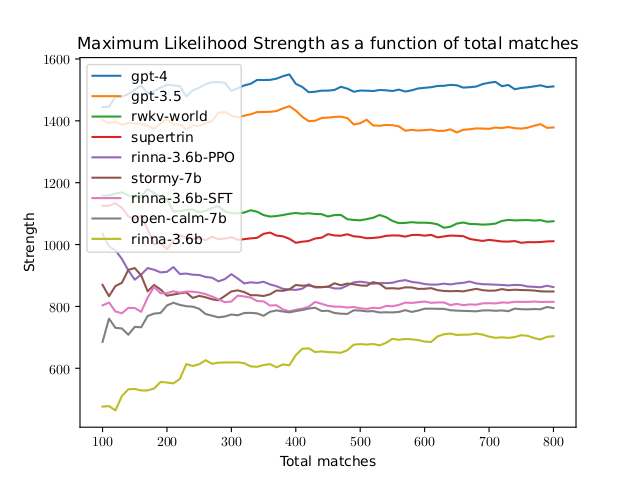 Maximum Likelihood Strength as a function of total matches
1600
1400
1200
1000
800
600
Strength
gpt-4
gpt-3.5
rwkv-world
supertrin
rinna-3.6b-PPO
stormy-7b
rinna-3.6b-SFT
open-calm-7b
rinna-3.6b
100 200 300 400 500 600 700 800
Total matches